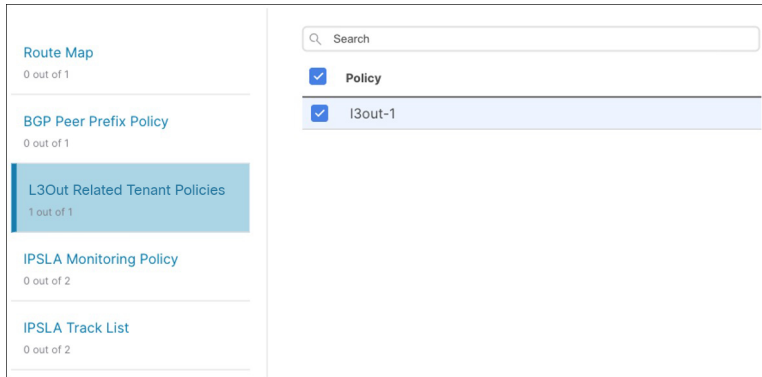 Route Map
0 out of 1
BGP Peer Prefix Policy
0 out of 1
L3Out Related Tenant Policies
1 out of 1
IPSLA Monitoring Policy
0 out of 2
IPSLA Track List
0 out of 2
Search
Policy
l3out-1